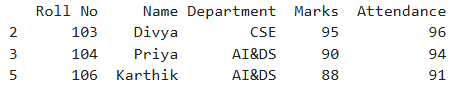 Roll No Name Department Marks Attendance
2 103 Divya CSE 95 96
3 104 Priya AI&DS 90 94
5 106 Karthik AI&DS 88 91